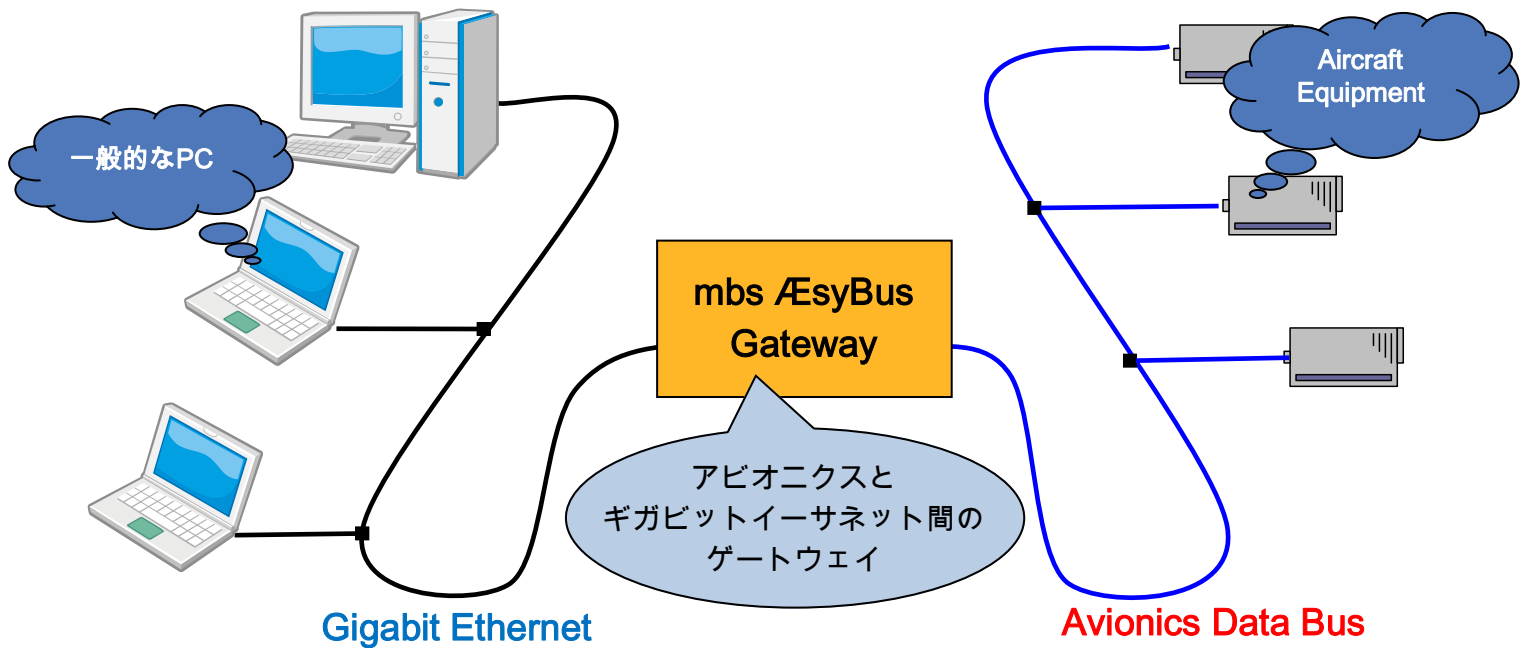 一般的なPC
Aircraft
Equipment
mbs ÆsyBus
Gateway
アビオニクスと
ギガビットイーサネット間の
ゲートウェイ
Gigabit Ethernet
Avionics Data Bus